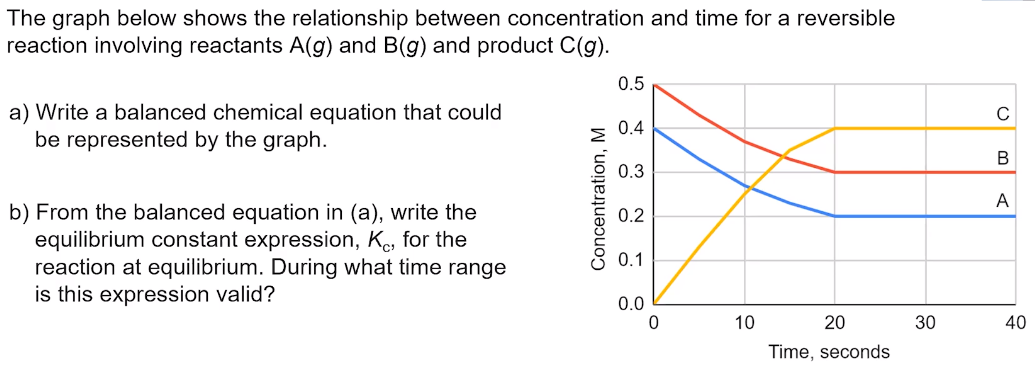 The graph below shows the relationship between concentration and time for a reversible
reaction involving reactants A(g) and B(g) and product C(g).
a) Write a balanced chemical equation that could
be represented by the graph.
b) From the balanced equation in (a), write the
equilibrium constant expression, Kc, for the
reaction at equilibrium. During what time range
is this expression valid?
Concentration, M
0.5
0.4
0.3
0.2
0.1
0.0
C
B
A
0 10 20 30 40
Time, seconds